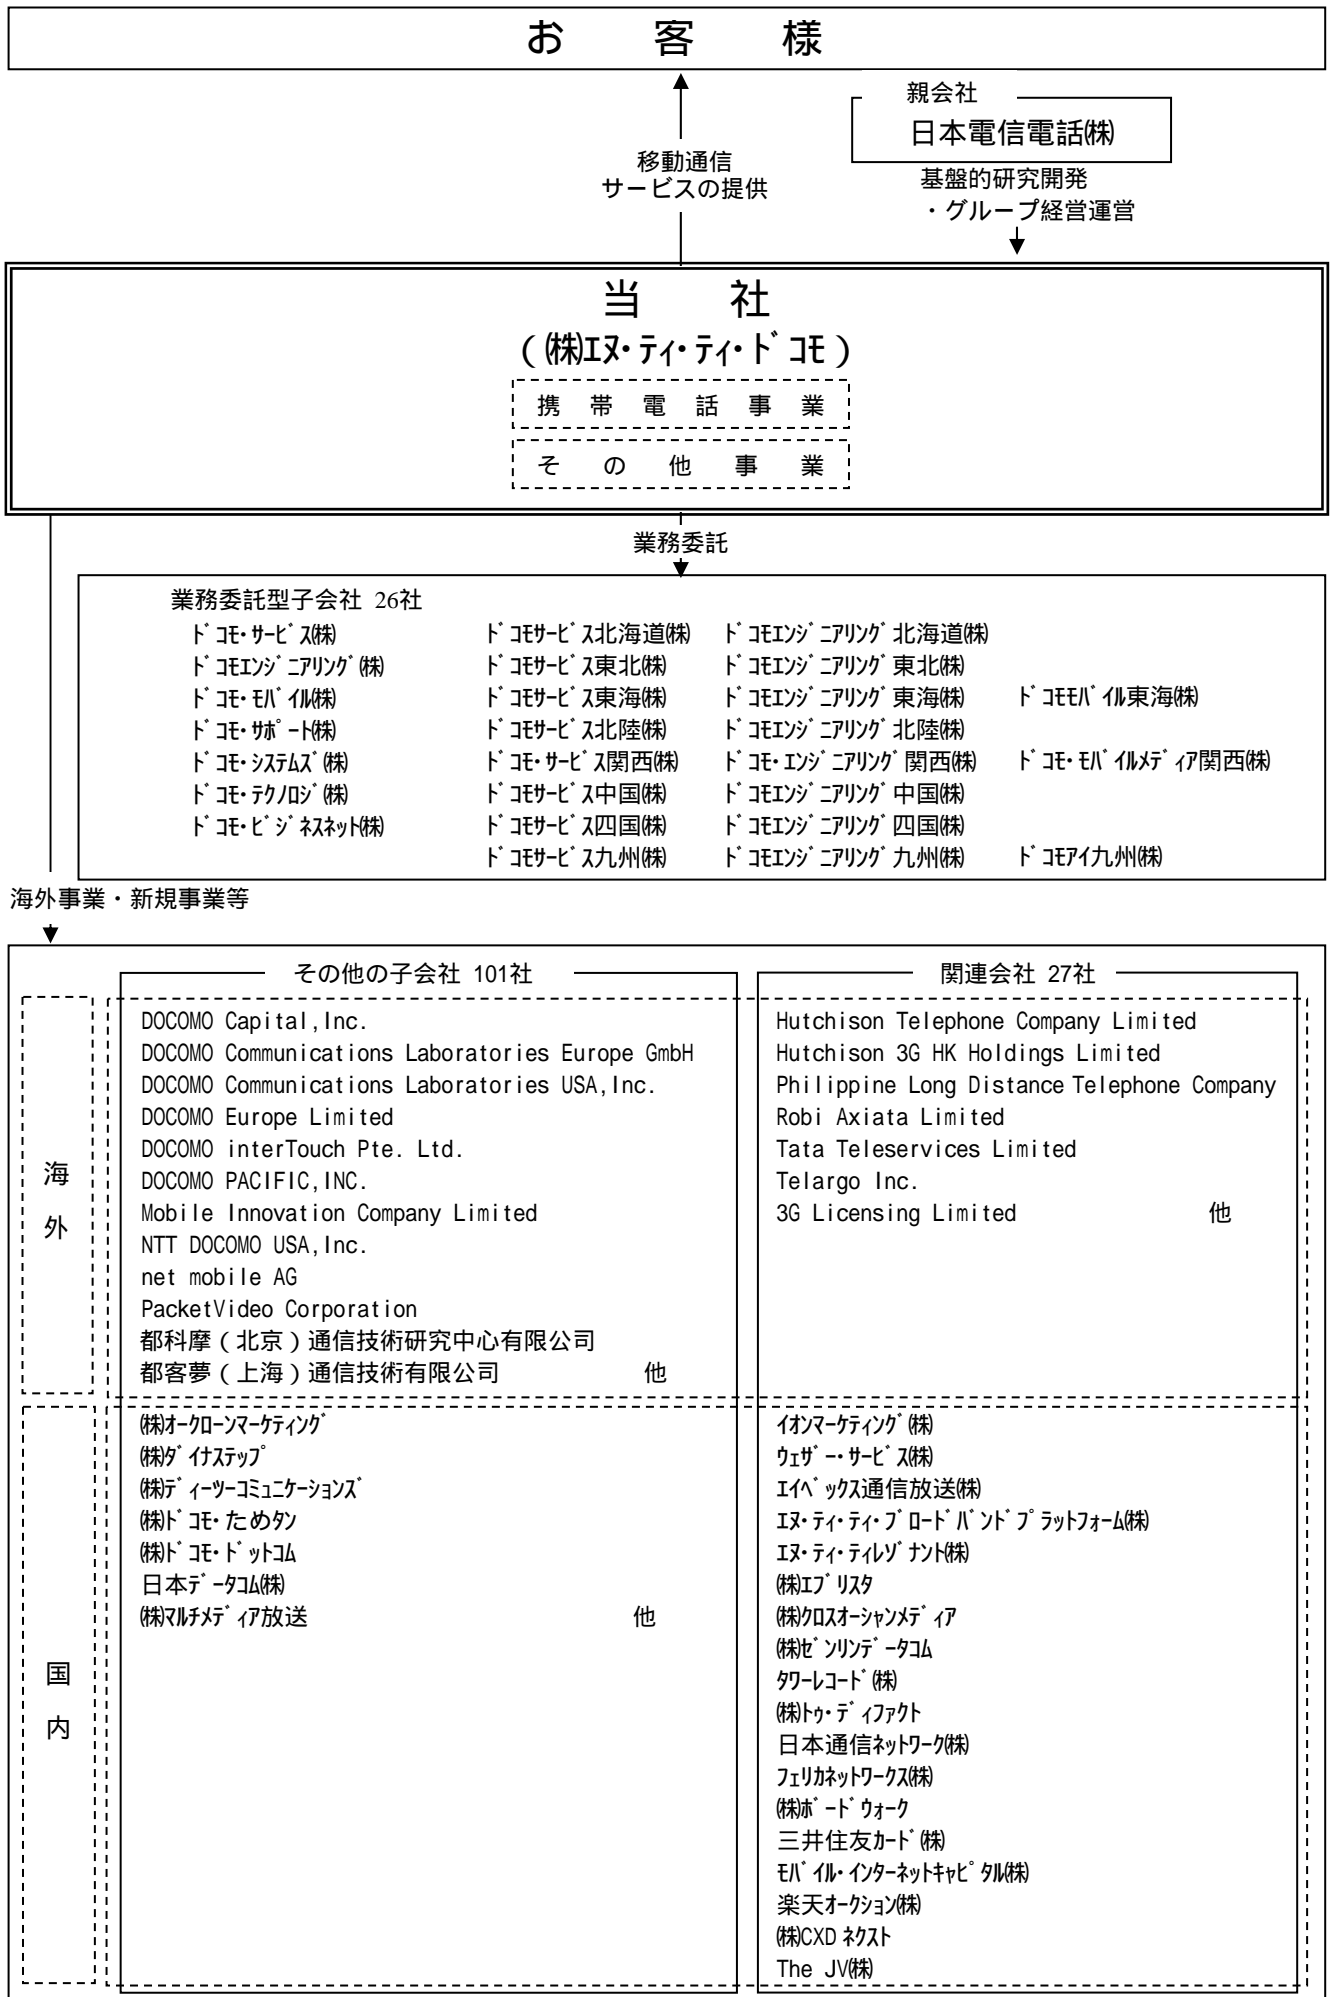 お客様
親会社
日本電信電話㈱
移動通信
サービスの提供
基盤的研究開発
・グループ経営運営
当社
(㈱ｴﾇ･ﾃｨ･ﾃｨ･ﾄﾞｺﾓ)
携帯電話事業
その他事業
業務委託
業務委託型子会社 26社
ﾄﾞｺﾓ･ｻｰﾋﾞｽ㈱ ﾄﾞｺﾓｻｰﾋﾞｽ北海道㈱ ﾄﾞｺﾓｴﾝｼﾞﾆｱﾘﾝｸﾞ北海道㈱
ﾄﾞｺﾓｴﾝｼﾞﾆｱﾘﾝｸﾞ㈱ ﾄﾞｺﾓｻｰﾋﾞｽ東北㈱ ﾄﾞｺﾓｴﾝｼﾞﾆｱﾘﾝｸﾞ東北㈱
ﾄﾞｺﾓ･ﾓﾊﾞｲﾙ㈱ ﾄﾞｺﾓｻｰﾋﾞｽ東海㈱ ﾄﾞｺﾓｴﾝｼﾞﾆｱﾘﾝｸﾞ東海㈱ ﾄﾞｺﾓﾓﾊﾞｲﾙ東海㈱
ﾄﾞｺﾓ･ｻﾎﾟｰﾄ㈱ ﾄﾞｺﾓｻｰﾋﾞｽ北陸㈱ ﾄﾞｺﾓｴﾝｼﾞﾆｱﾘﾝｸﾞ北陸㈱
ﾄﾞｺﾓ･ｼｽﾃﾑｽﾞ㈱ ﾄﾞｺﾓ･ｻｰﾋﾞｽ関西㈱ ﾄﾞｺﾓ･ｴﾝｼﾞﾆｱﾘﾝｸﾞ関西㈱ ﾄﾞｺﾓ･ﾓﾊﾞｲﾙﾒﾃﾞｨｱ関西㈱
ﾄﾞｺﾓ･ﾃｸﾉﾛｼﾞ㈱ ﾄﾞｺﾓｻｰﾋﾞｽ中国㈱ ﾄﾞｺﾓｴﾝｼﾞﾆｱﾘﾝｸﾞ中国㈱
ﾄﾞｺﾓ･ﾋﾞｼﾞﾈｽﾈｯﾄ㈱ ﾄﾞｺﾓｻｰﾋﾞｽ四国㈱ ﾄﾞｺﾓｴﾝｼﾞﾆｱﾘﾝｸﾞ四国㈱
ﾄﾞｺﾓｻｰﾋﾞｽ九州㈱ ﾄﾞｺﾓｴﾝｼﾞﾆｱﾘﾝｸﾞ九州㈱ ﾄﾞｺﾓｱｲ九州㈱
海外事業・新規事業等
その他の子会社 101社
海外
DOCOMO Capital,Inc.
DOCOMO Communications Laboratories Europe GmbH
DOCOMO Communications Laboratories USA,Inc.
DOCOMO Europe Limited
DOCOMO interTouch Pte. Ltd.
DOCOMO PACIFIC,INC.
Mobile Innovation Company Limited
NTT DOCOMO USA,Inc.
net mobile AG
PacketVideo Corporation
都科摩(北京)通信技術研究中心有限公司
都客夢(上海)通信技術有限公司 他
国内
㈱ｵｰｸﾛｰﾝﾏｰｹﾃｨﾝｸﾞ
㈱ﾀﾞｲﾅｽﾃｯﾌﾟ
㈱ﾃﾞｨｰﾂｰｺﾐｭﾆｹｰｼｮﾝｽﾞ
㈱ﾄﾞｺﾓ･ためﾀﾝ
㈱ﾄﾞｺﾓ･ﾄﾞｯﾄｺﾑ
日本ﾃﾞｰﾀｺﾑ㈱
㈱ﾏﾙﾁﾒﾃﾞｨｱ放送 他
関連会社 27社
Hutchison Telephone Company Limited
Hutchison 3G HK Holdings Limited
Philippine Long Distance Telephone Company
Robi Axiata Limited
Tata Teleservices Limited
Telargo Inc.
3G Licensing Limited 他
ｲｵﾝﾏｰｹﾃｨﾝｸﾞ㈱
ｳｪｻﾞｰ･ｻｰﾋﾞｽ㈱
ｴｲﾍﾞｯｸｽ通信放送㈱
ｴﾇ･ﾃｨ･ﾃｨ･ﾌﾞﾛｰﾄﾞﾊﾞﾝﾄﾞﾌﾟﾗｯﾄﾌｫｰﾑ㈱
ｴﾇ･ﾃｨ･ﾃｨﾚｿﾞﾅﾝﾄ㈱
㈱ｴﾌﾞﾘｽﾀ
㈱ｸﾛｽｵｰｼｬﾝﾒﾃﾞｨｱ
㈱ｾﾞﾝﾘﾝﾃﾞｰﾀｺﾑ
ﾀﾜｰﾚｺｰﾄﾞ㈱
㈱ﾄｩ･ﾃﾞｨﾌｧｸﾄ
日本通信ﾈｯﾄﾜｰｸ㈱
ﾌｪﾘｶﾈｯﾄﾜｰｸｽ㈱
㈱ﾎﾞｰﾄﾞｳｫｰｸ
三井住友ｶｰﾄﾞ㈱
ﾓﾊﾞｲﾙ･ｲﾝﾀｰﾈｯﾄｷｬﾋﾟﾀﾙ㈱
楽天ｵｰｸｼｮﾝ㈱
㈱CXDﾈｸｽﾄ
The JV㈱